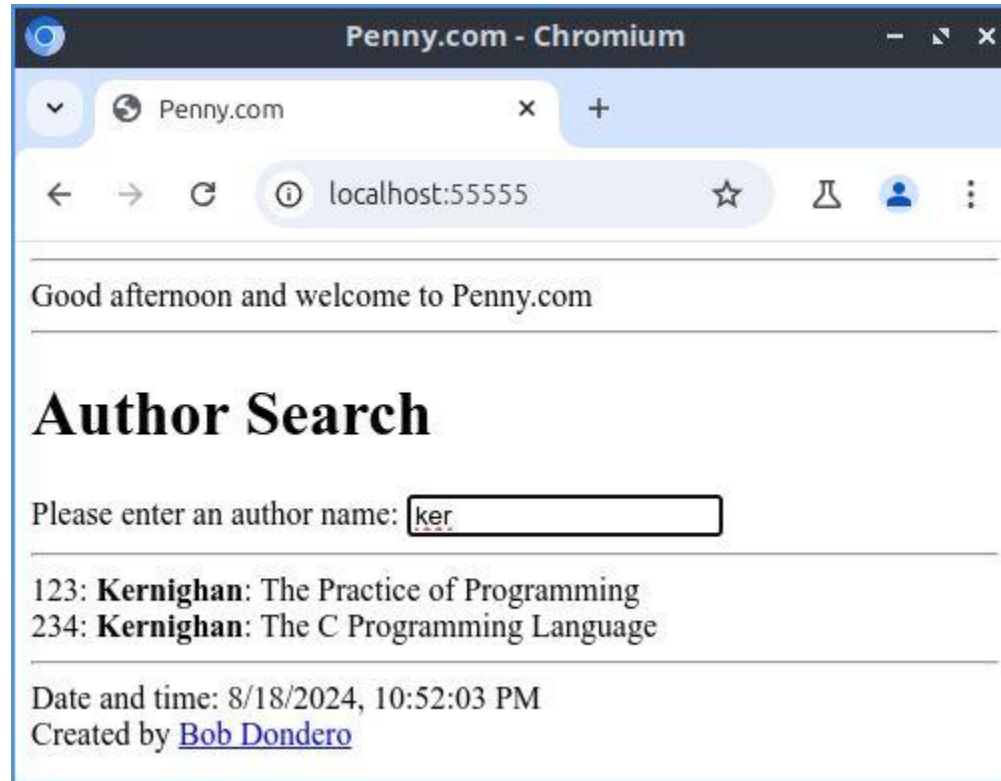 Penny.com - Chromium
Penny.com
localhost:55555
Good afternoon and welcome to Penny.com
Author Search
Please enter an author name: ker
123: Kernighan: The Practice of Programming
234: Kernighan: The C Programming Language
Date and time: 8/18/2024, 10:52:03 PM
Created by Bob Dondero